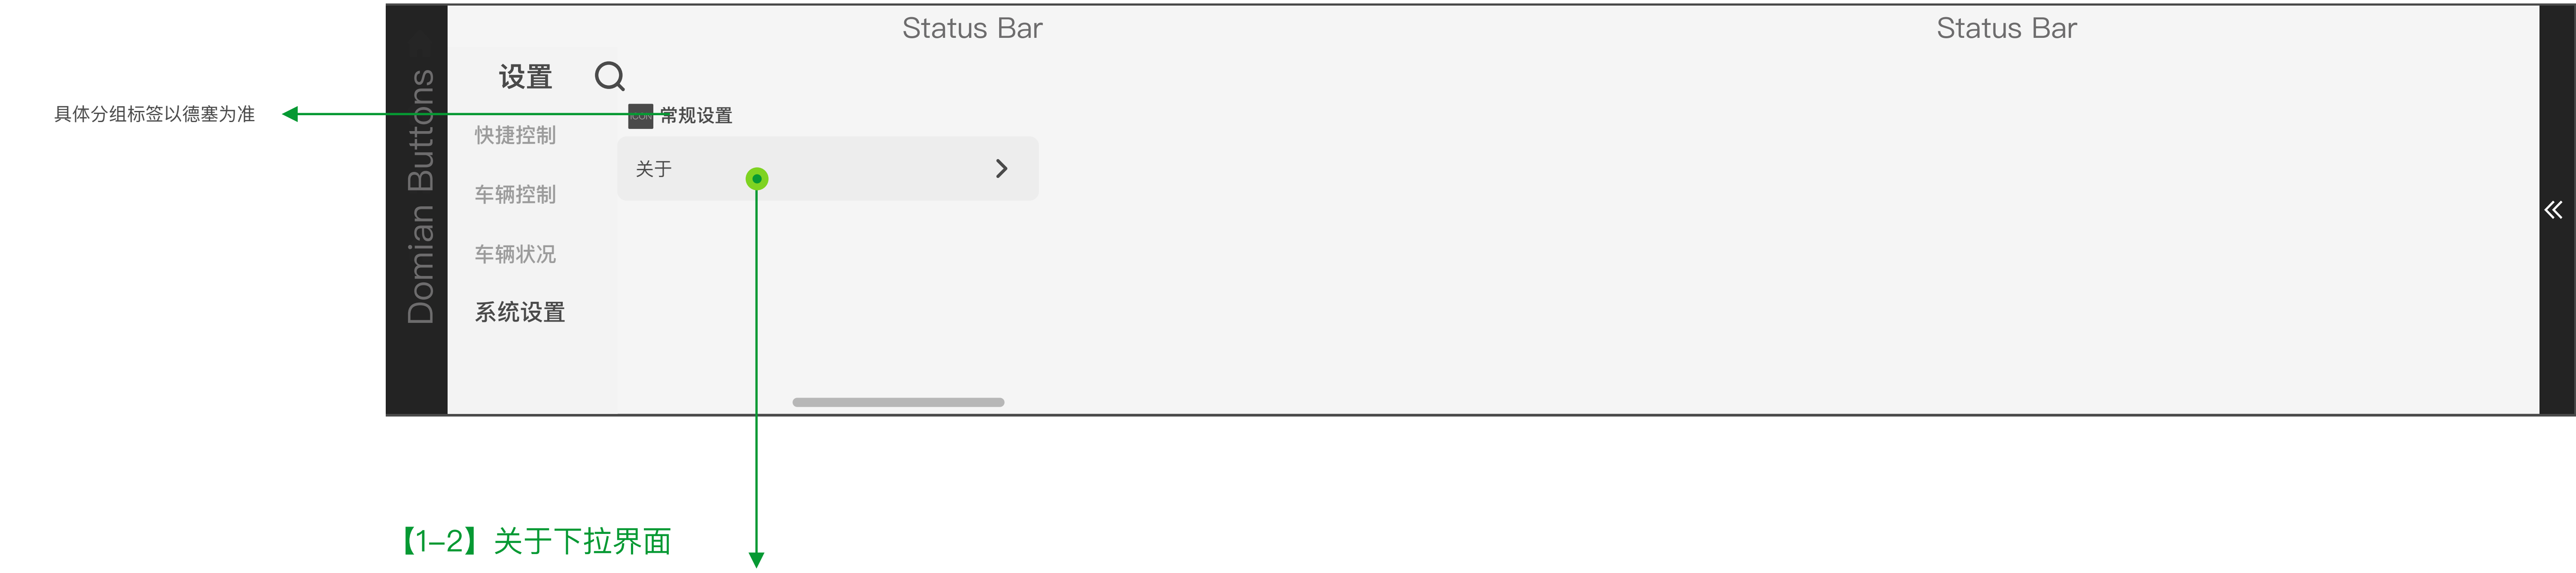 Status Bar
Status Bar
设置
具体分组标签以德塞为准
ICON 常规设置
快捷控制
关于
车辆控制
车辆状况
系统设置
Domian Buttons
【1-2】关于下拉界面